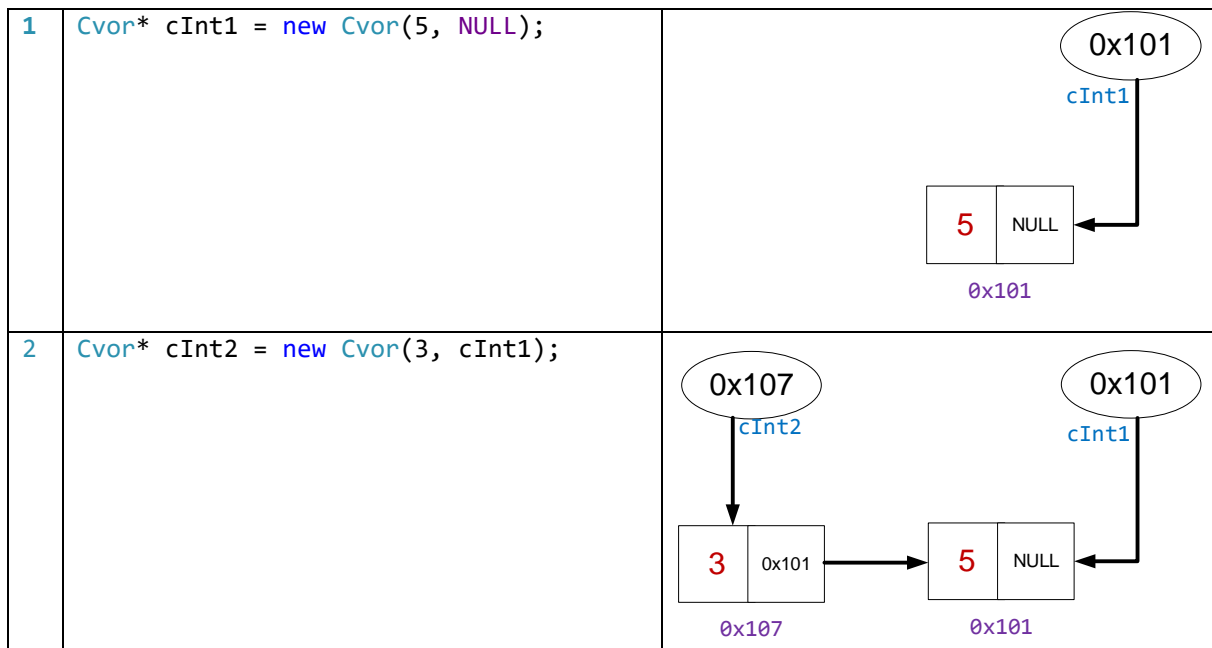 1 Cvor* cInt1 = new Cvor(5, NULL);
0x101
cInt1
5 NULL
0x101
2 Cvor* cInt2 = new Cvor(3, cInt1);
0x107 0x101
cInt2 cInt1
3 0x101 5 NULL
0x107 0x101